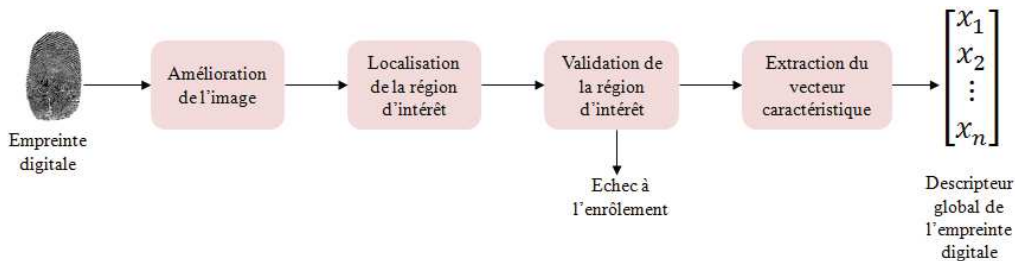 Empreinte
digitale
Amélioration
de l'image
Localisation
de la région
d'intérêt
Validation de
la région
d'intérêt
Echec à
l'enrôlement
Extraction du
vecteur
caractéristique
x₁
x₂
⋮
xₙ
Descripteur
global de
l'empreinte
digitale